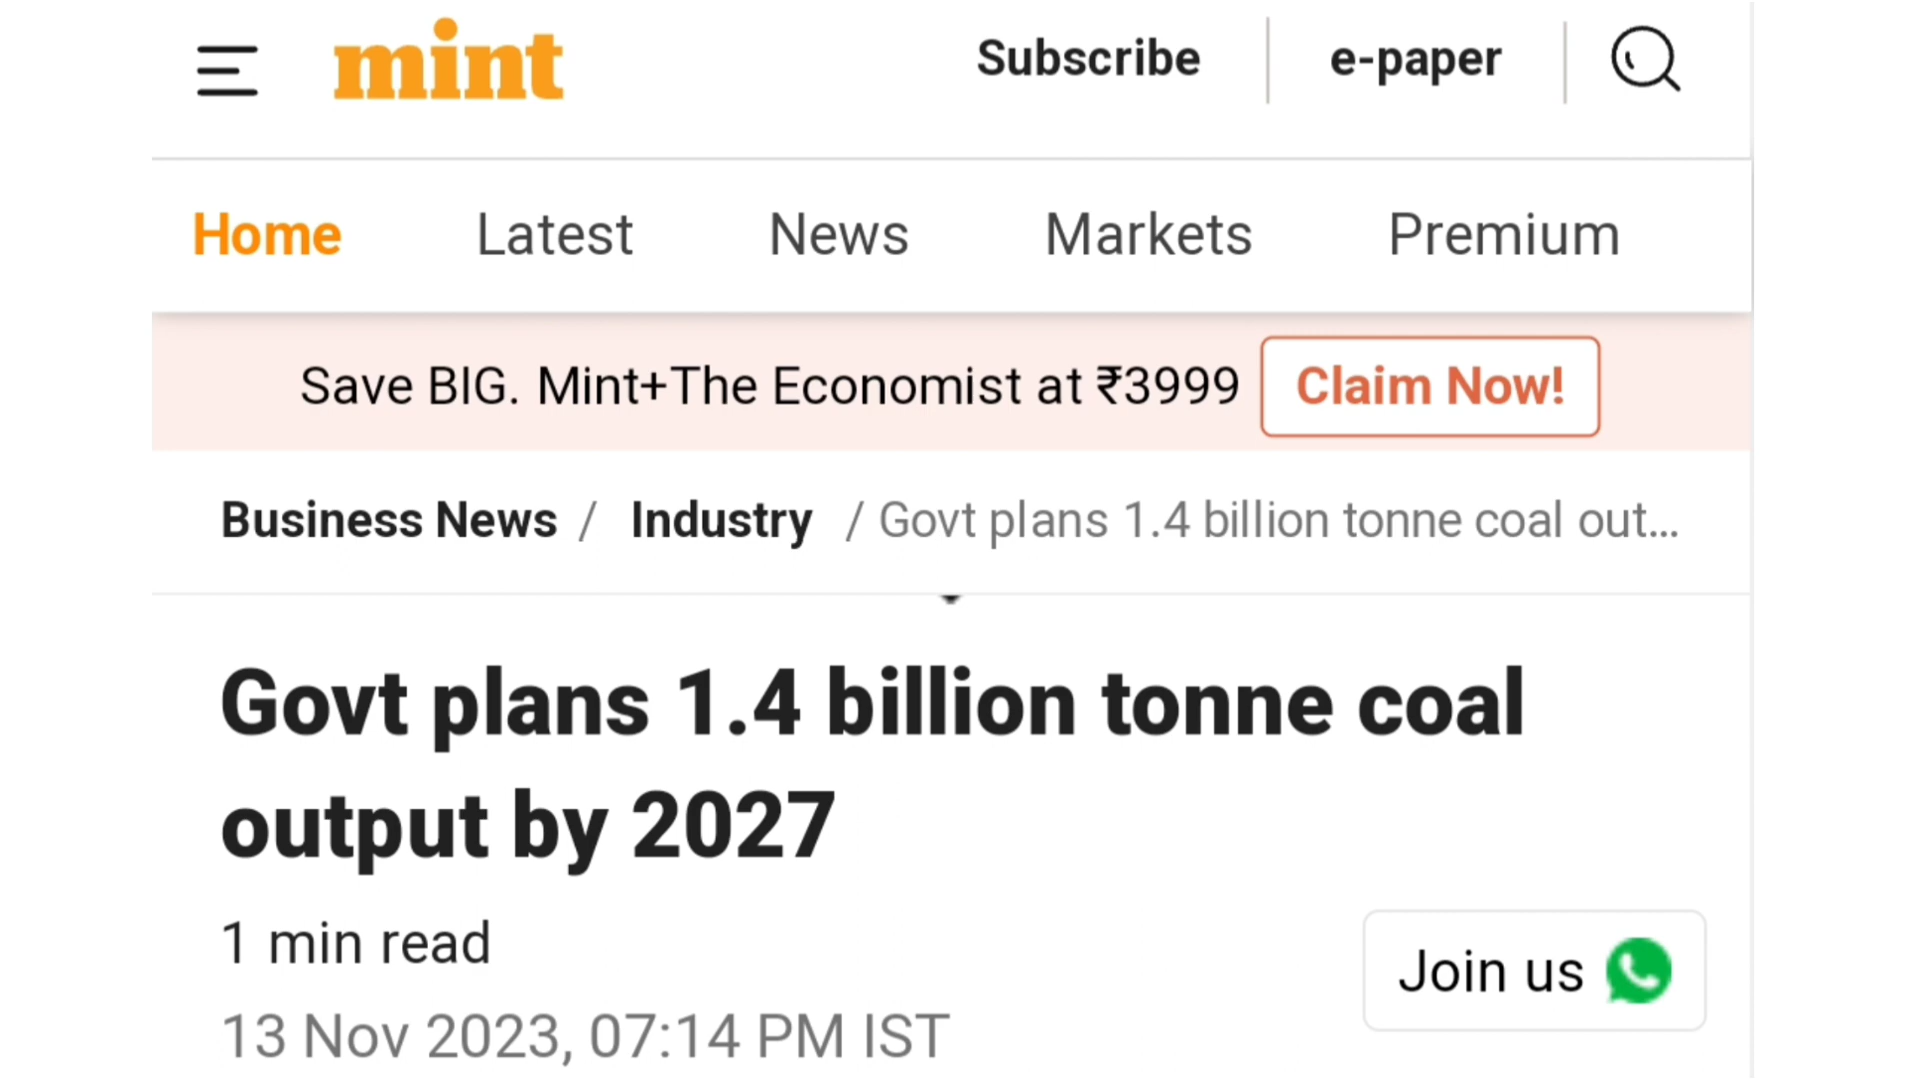 mint
Subscribe
e-paper
Home Latest News Markets Premium
Save BIG. Mint+The Economist at ₹3999 Claim Now!
Business News / Industry / Govt plans 1.4 billion tonne coal out...
Govt plans 1.4 billion tonne coal
output by 2027
1 min read
Join us
13 Nov 2023, 07:14 PM IST